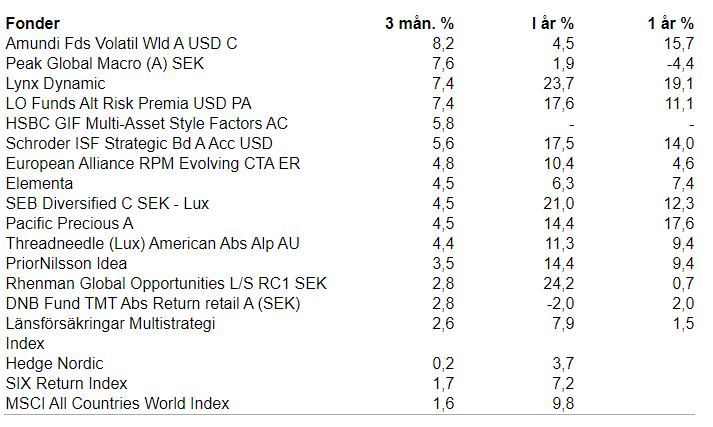 Fonder 3 mån. % I år % 1 år %
Amundi Fds Volatil Wld A USD C 8,2 4,5 15,7
Peak Global Macro (A) SEK 7,6 1,9 -4,4
Lynx Dynamic 7,4 23,7 19,1
LO Funds Alt Risk Premia USD PA 7,4 17,6 11,1
HSBC GIF Multi-Asset Style Factors AC 5,8 - -
Schroder ISF Strategic Bd A Acc USD 5,6 17,5 14,0
European Alliance RPM Evolving CTA ER 4,8 10,4 4,6
Elementa 4,5 6,3 7,4
SEB Diversified C SEK - Lux 4,5 21,0 12,3
Pacific Precious A 4,5 14,4 17,6
Threadneedle (Lux) American Abs Alp AU 4,4 11,3 9,4
PriorNilsson Idea 3,5 14,4 9,4
Rhenman Global Opportunities L/S RC1 SEK 2,8 24,2 0,7
DNB Fund TMT Abs Return retail A (SEK) 2,8 -2,0 2,0
Länsförsäkringar Multistrategi 2,6 7,9 1,5
Index
Hedge Nordic 0,2 3,7
SIX Return Index 1,7 7,2
MSCI All Countries World Index 1,6 9,8